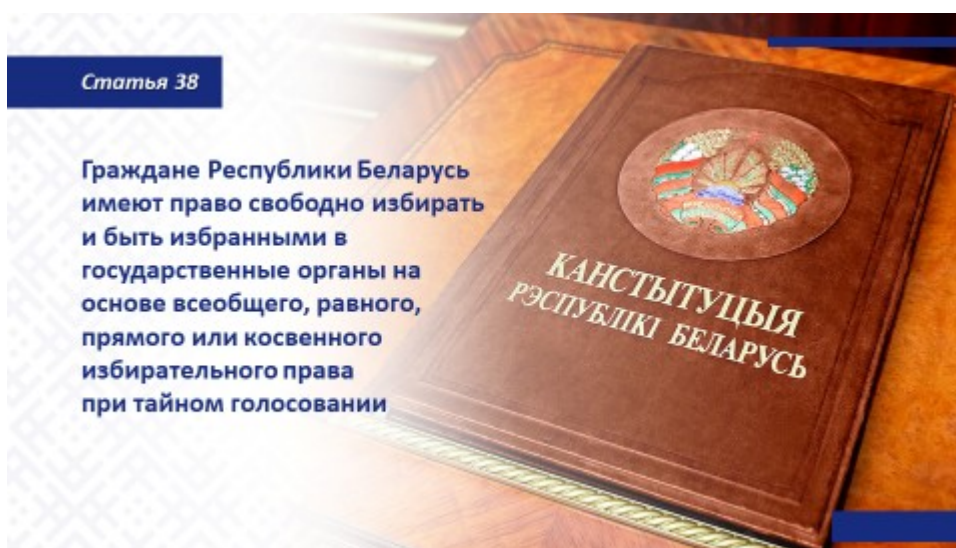 Статья 38
Граждане Республики Беларусь
имеют право свободно избирать
и быть избранными в
государственные органы на
основе всеобщего, равного,
прямого или косвенного
избирательного права
при тайном голосовании
КАНСТЫТУЦЫЯ
РЭСПУБЛІКІ БЕЛАРУСЬ